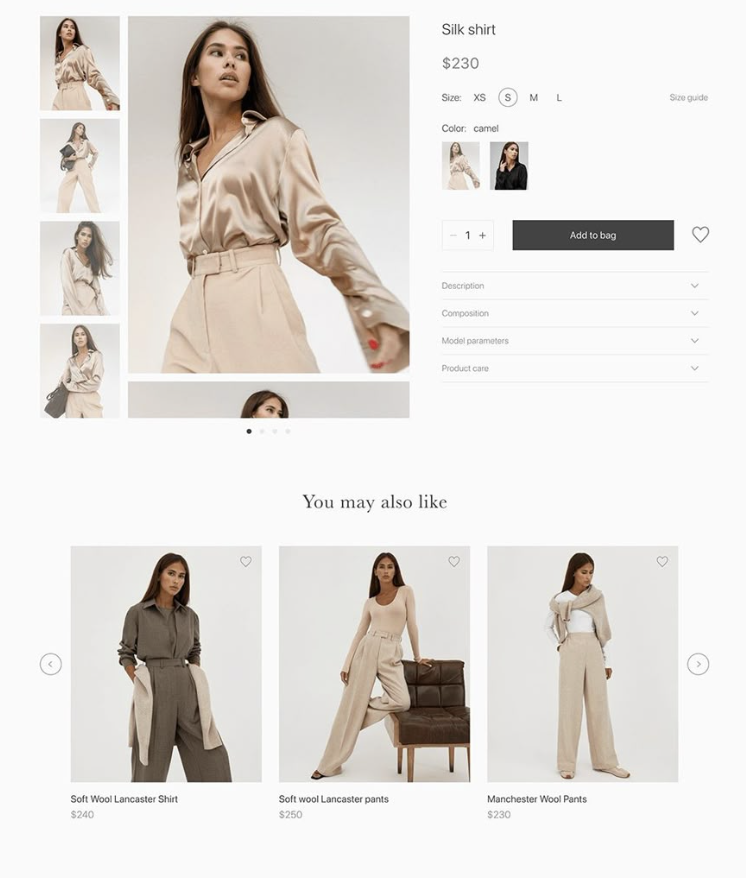 Silk shirt
$230
Size: XS S M L Size guide
Color: camel
− 1 + Add to bag
Description
Composition
Model parameters
Product care
You may also like
Soft Wool Lancaster Shirt
$240
Soft wool Lancaster pants
$250
Manchester Wool Pants
$230